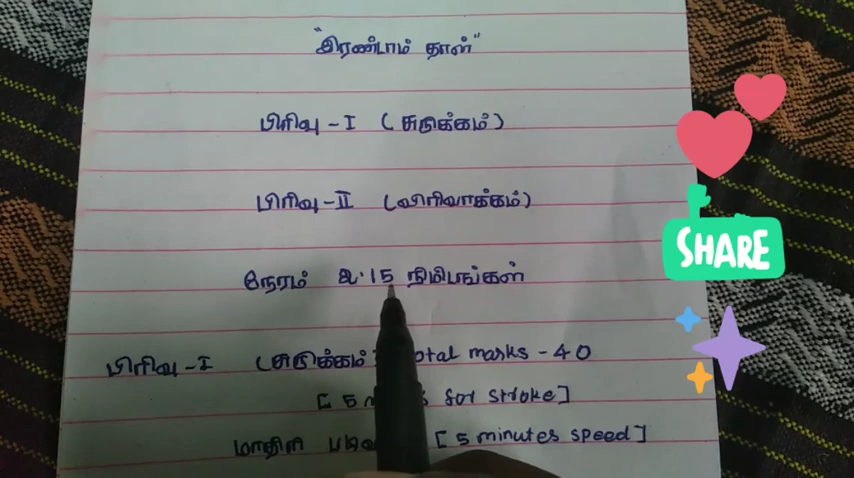 "இரண்டாம் தாள்"
பிரிவு - I (சுருக்கம்)
பிரிவு - II (விரிவாக்கம்)
நேரம் 2.15 நிமிடங்கள்
SHARE
பிரிவு - I (சுருக்கம்) total marks - 40
[5 for stroke]
மாதிரி [5 minutes speed]